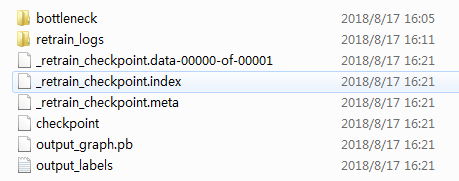 bottleneck 2018/8/17 16:05
retrain_logs 2018/8/17 16:11
_retrain_checkpoint.data-00000-of-00001 2018/8/17 16:21
_retrain_checkpoint.index 2018/8/17 16:21
_retrain_checkpoint.meta 2018/8/17 16:21
checkpoint 2018/8/17 16:21
output_graph.pb 2018/8/17 16:21
output_labels 2018/8/17 16:21